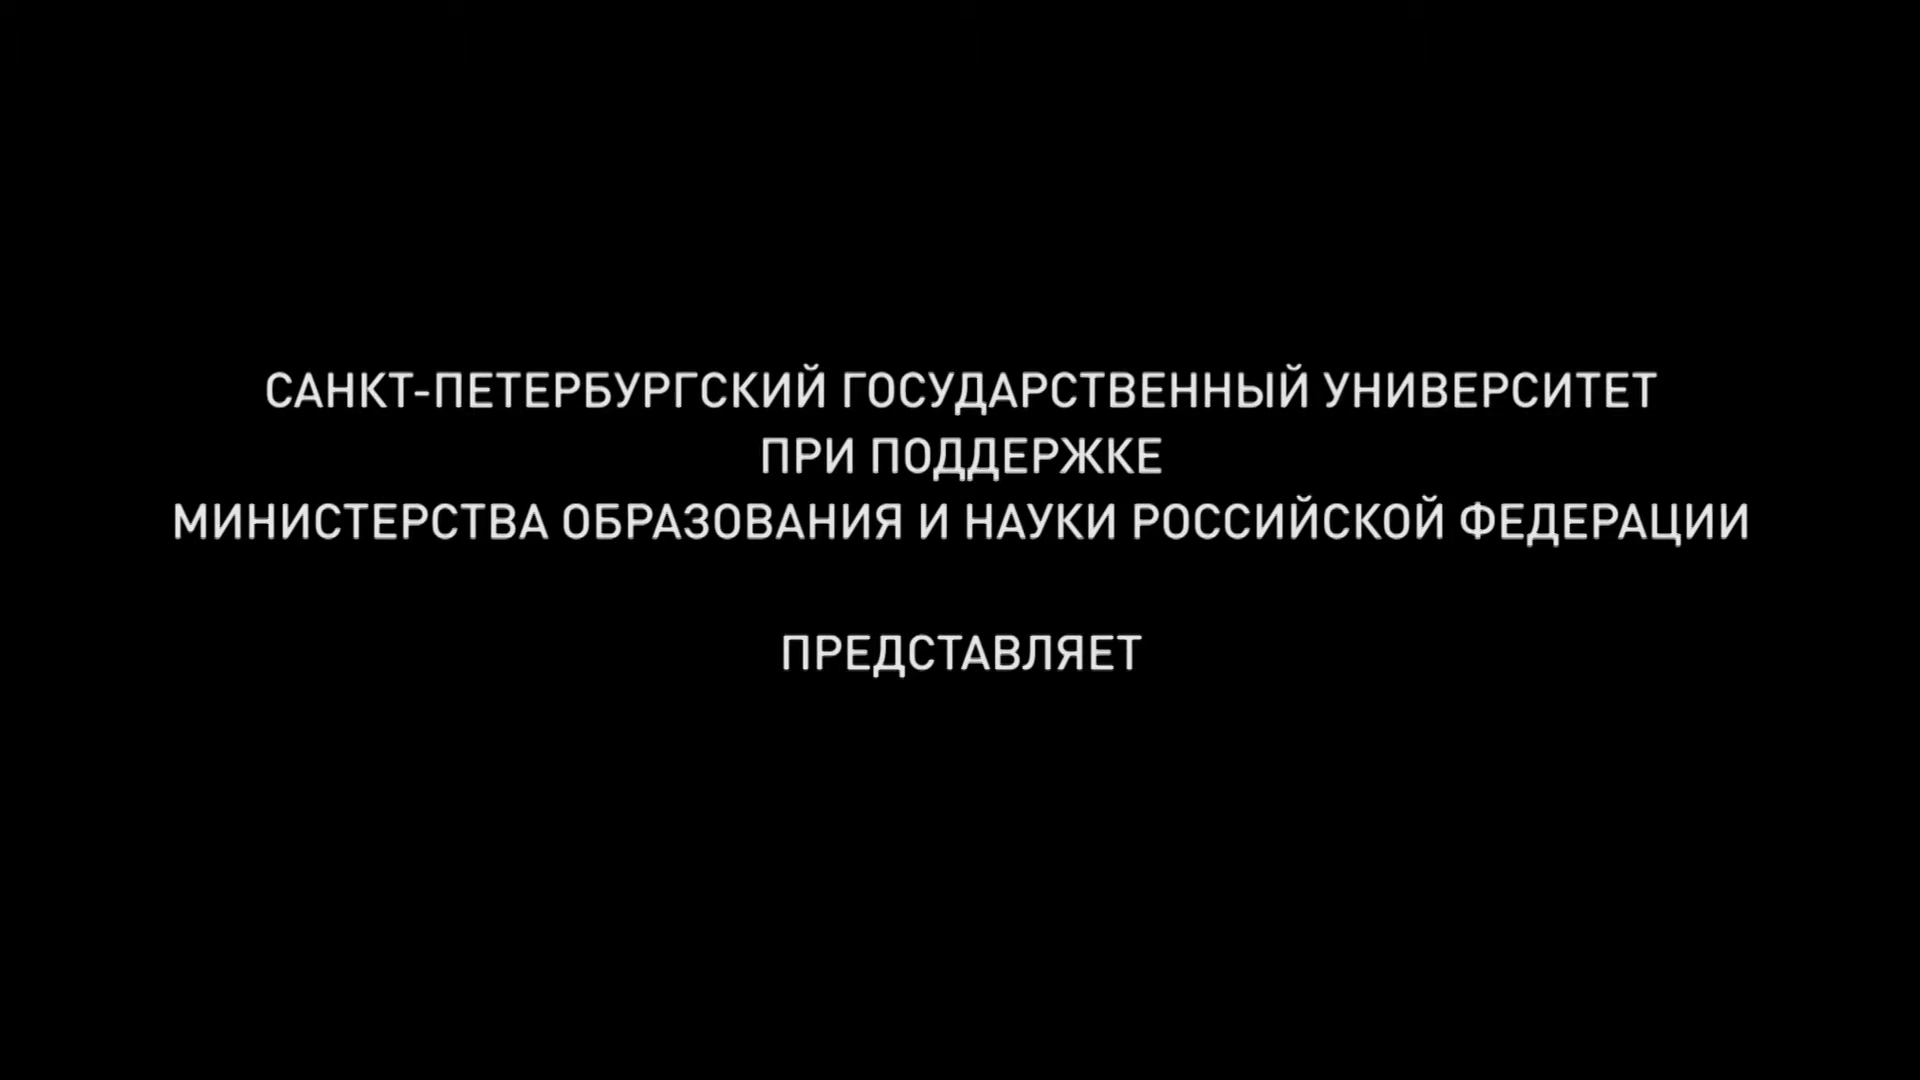 САНКТ-ПЕТЕРБУРГСКИЙ ГОСУДАРСТВЕННЫЙ УНИВЕРСИТЕТ
ПРИ ПОДДЕРЖКЕ
МИНИСТЕРСТВА ОБРАЗОВАНИЯ И НАУКИ РОССИЙСКОЙ ФЕДЕРАЦИИ
ПРЕДСТАВЛЯЕТ